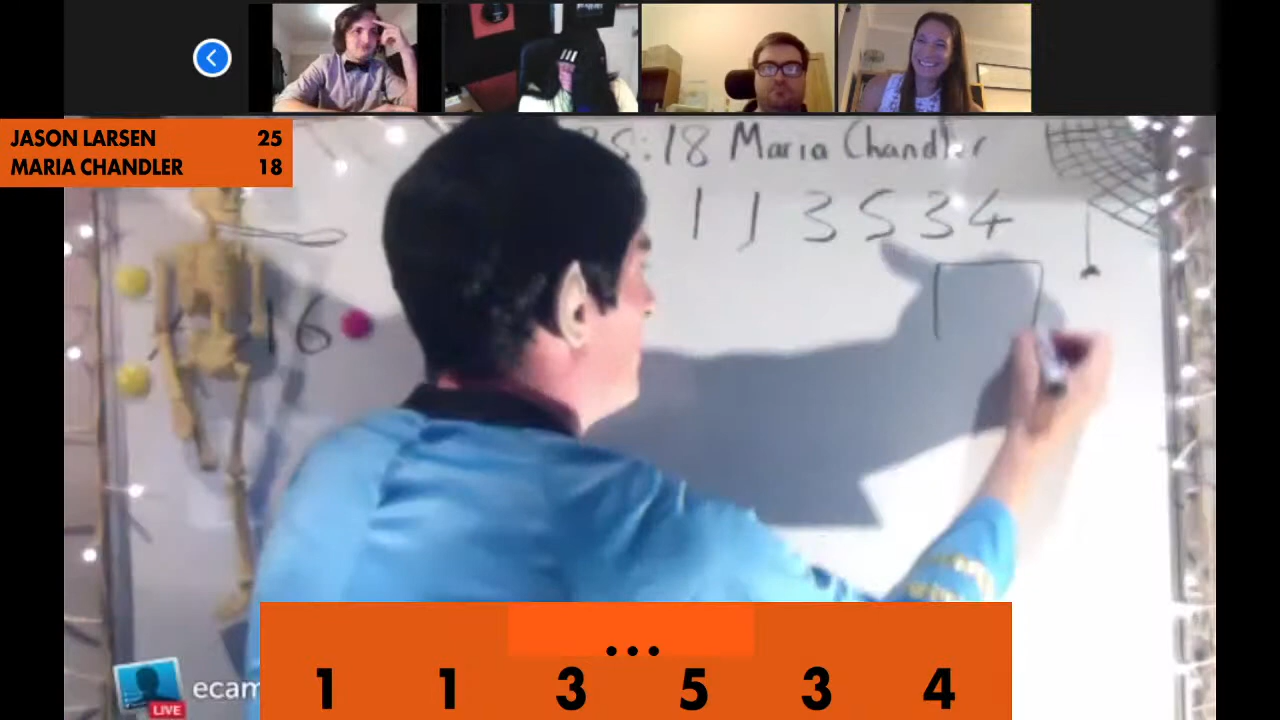 JASON LARSEN 25
MARIA CHANDLER 18
:18 Maria Chandler
1 1 3 5 3 4
16
...
1 1 3 5 3 4
ecam
LIVE